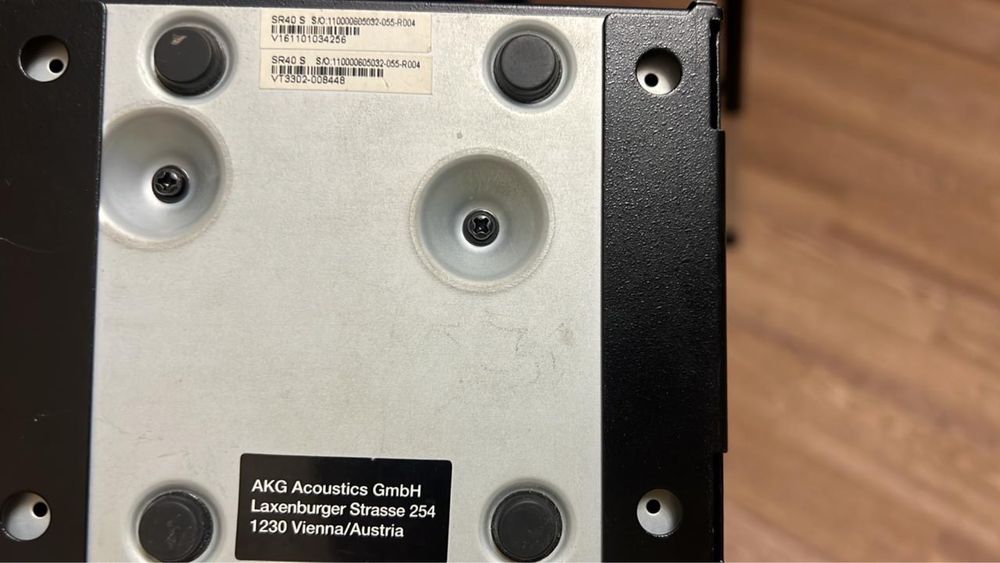 SR40 S S/O:110000605032-055-R004
V161101034256
SR40 S S/O:110000605032-055-R004
VT3302-008448
AKG Acoustics GmbH
Laxenburger Strasse 254
1230 Vienna/Austria